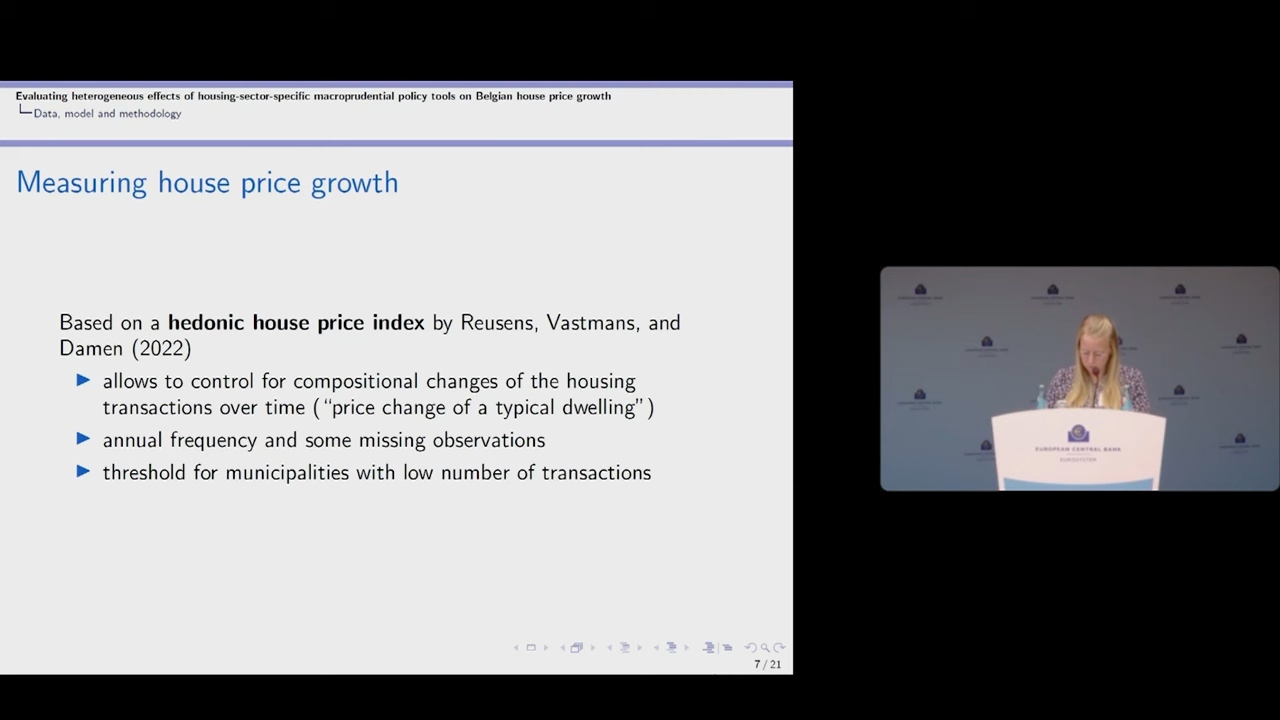 Evaluating heterogeneous effects of housing-sector-specific macroprudential policy tools on Belgian house price growth
Data, model and methodology
Measuring house price growth
Based on a hedonic house price index by Reusens, Vastmans, and
Damen (2022)
allows to control for compositional changes of the housing
transactions over time (“price change of a typical dwelling”)
annual frequency and some missing observations
threshold for municipalities with low number of transactions
7 / 21
EUROPEAN CENTRAL BANK
EUROSYSTEM